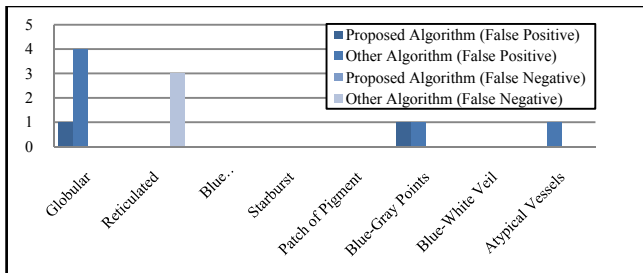 5
4
3
2
1
0
Proposed Algorithm (False Positive)
Other Algorithm (False Positive)
Proposed Algorithm (False Negative)
Other Algorithm (False Negative)
Globular
Reticulated
Blue...
Starburst
Patch of Pigment
Blue-Gray Points
Blue-White Veil
Atypical Vessels